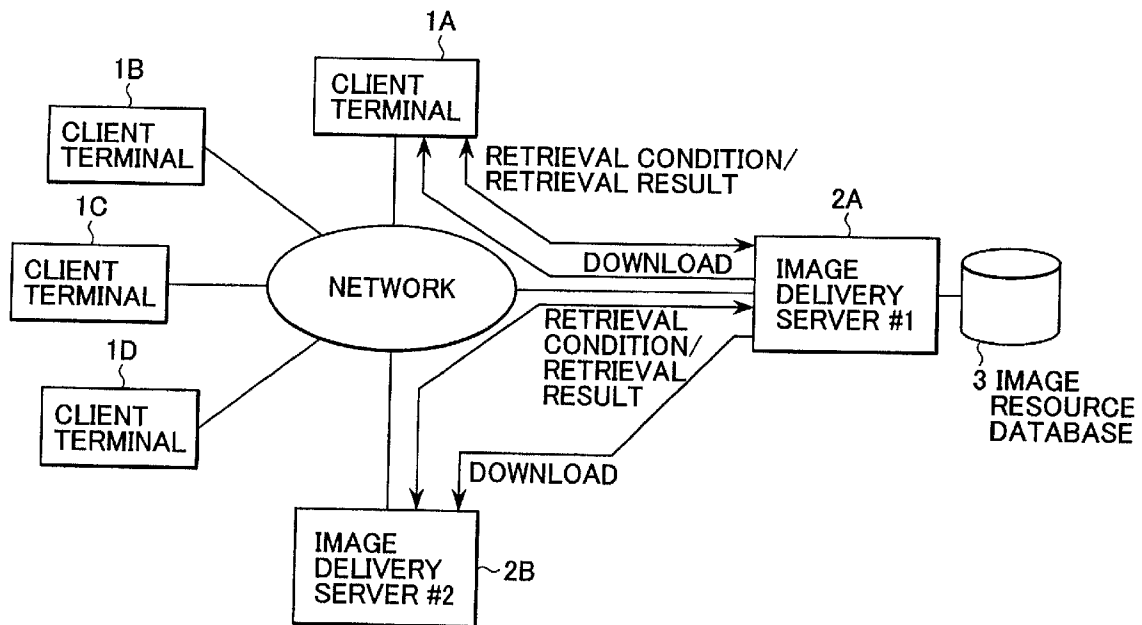 1A
CLIENT
TERMINAL
1B
CLIENT
TERMINAL
RETRIEVAL CONDITION/
RETRIEVAL RESULT
1C
CLIENT
TERMINAL
2A
DOWNLOAD
IMAGE
DELIVERY
SERVER #1
NETWORK
RETRIEVAL
CONDITION/
RETRIEVAL
RESULT
1D
CLIENT
TERMINAL
3 IMAGE
RESOURCE
DATABASE
DOWNLOAD
IMAGE
DELIVERY
SERVER #2
2B